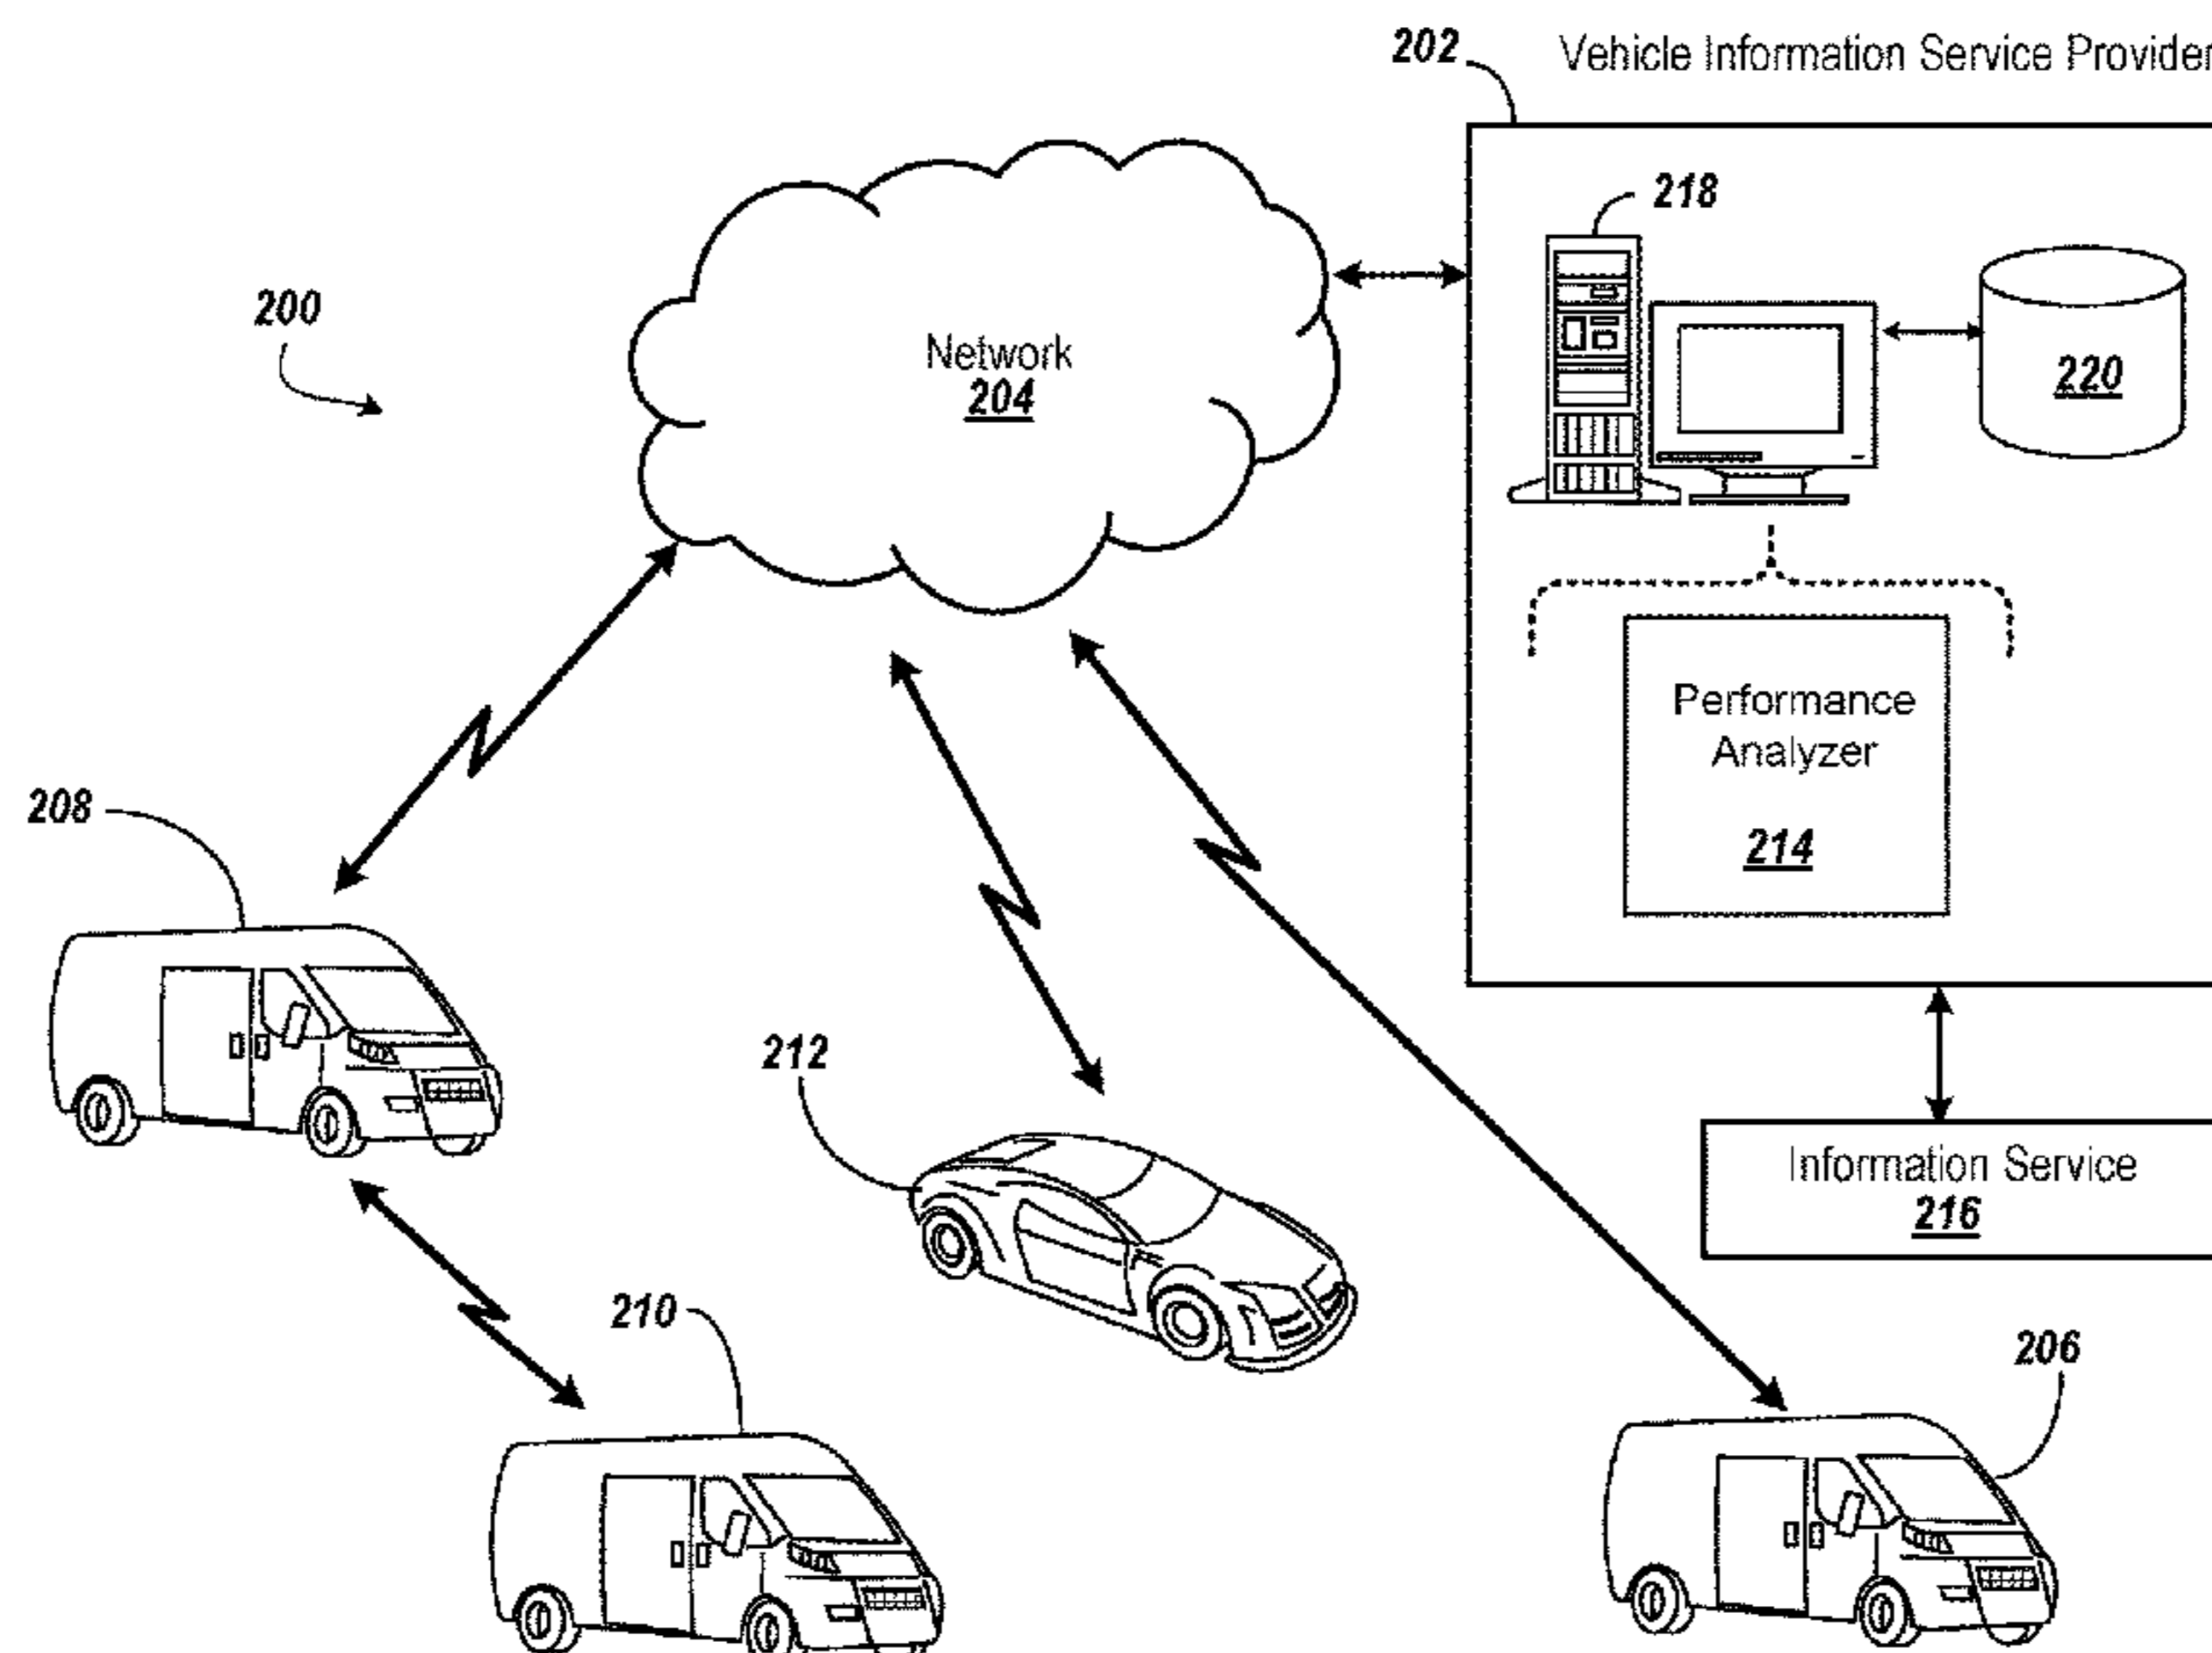 202 Vehicle Information Service Provider
218
200
Network
204
220
Performance
Analyzer
214
208
212
Information Service
216
210
206